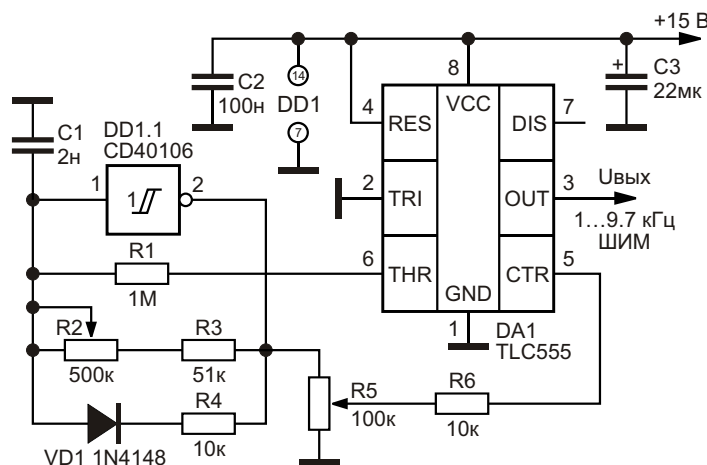 +15 В
C1
2н
DD1.1
CD40106
1
2
1
C2
100н
14
DD1
7
8
VCC
4
RES
DIS
7
C3
+
22мк
2
TRI
OUT
3
Uвых
1...9.7 кГц
ШИМ
R1
1М
6
THR
CTR
5
GND
1
DA1
TLC555
R2
500к
R3
51к
R4
10к
R5
100к
R6
10к
VD1 1N4148